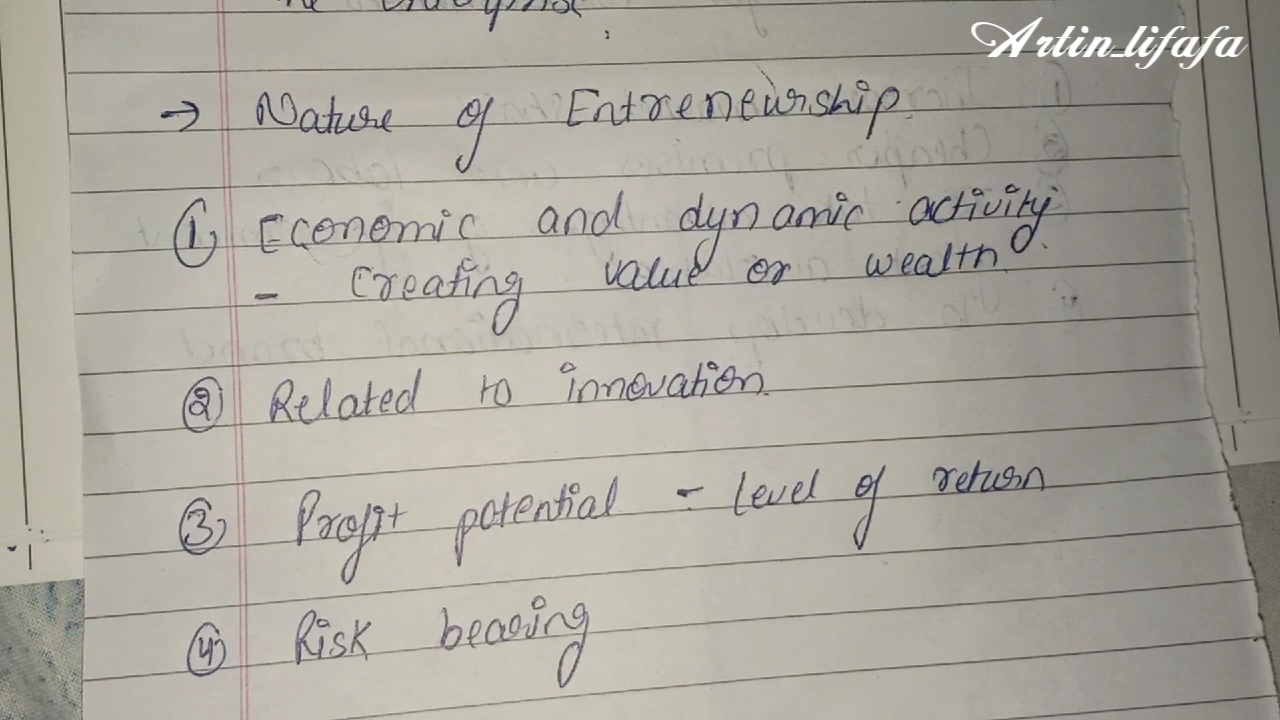 Artin_lifafa
→ Nature of Entreneurship.
① Economic and dynamic activity.
- Creating value or wealth
② Related to innovation.
③ Profit potential - Level of return
④ Risk bearing